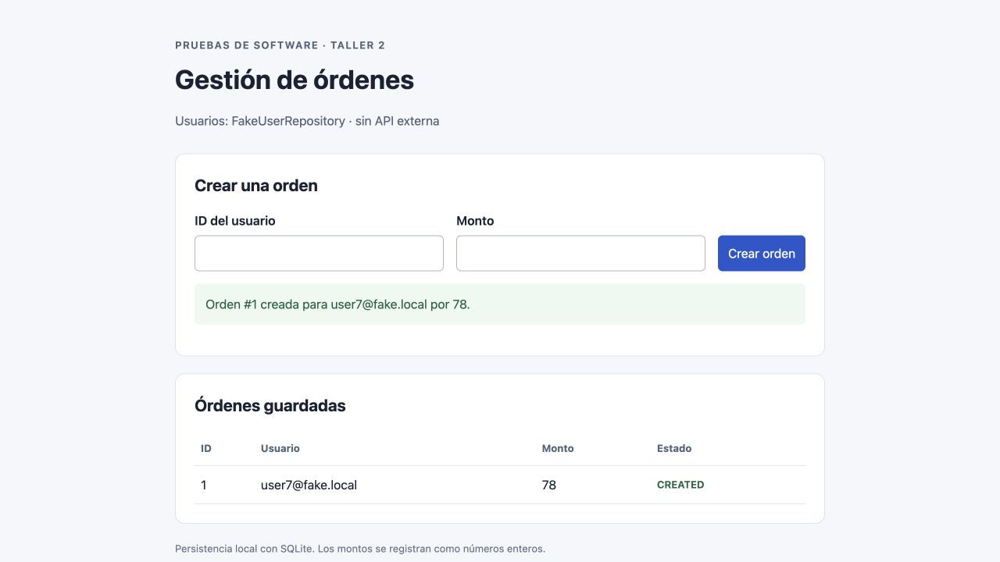 PRUEBAS DE SOFTWARE · TALLER 2
Gestión de órdenes
Usuarios: FakeUserRepository · sin API externa
Crear una orden
ID del usuario
Monto
Crear orden
Orden #1 creada para user7@fake.local por 78.
Órdenes guardadas
ID Usuario Monto Estado
1 user7@fake.local 78 CREATED
Persistencia local con SQLite. Los montos se registran como números enteros.